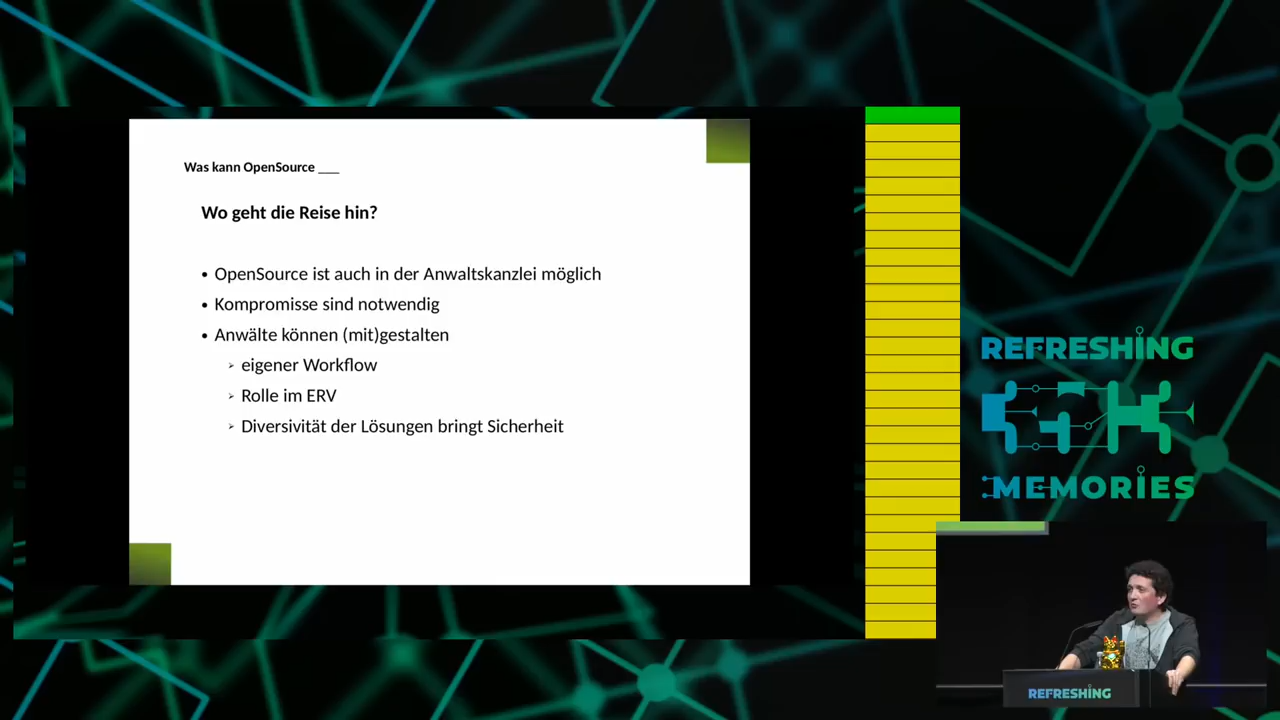 Was kann OpenSource ___
Wo geht die Reise hin?
• OpenSource ist auch in der Anwaltskanzlei möglich
• Kompromisse sind notwendig
• Anwälte können (mit)gestalten
➢ eigener Workflow
➢ Rolle im ERV
➢ Diversivität der Lösungen bringt Sicherheit
REFRESHING
MEMORIES
REFRESHING